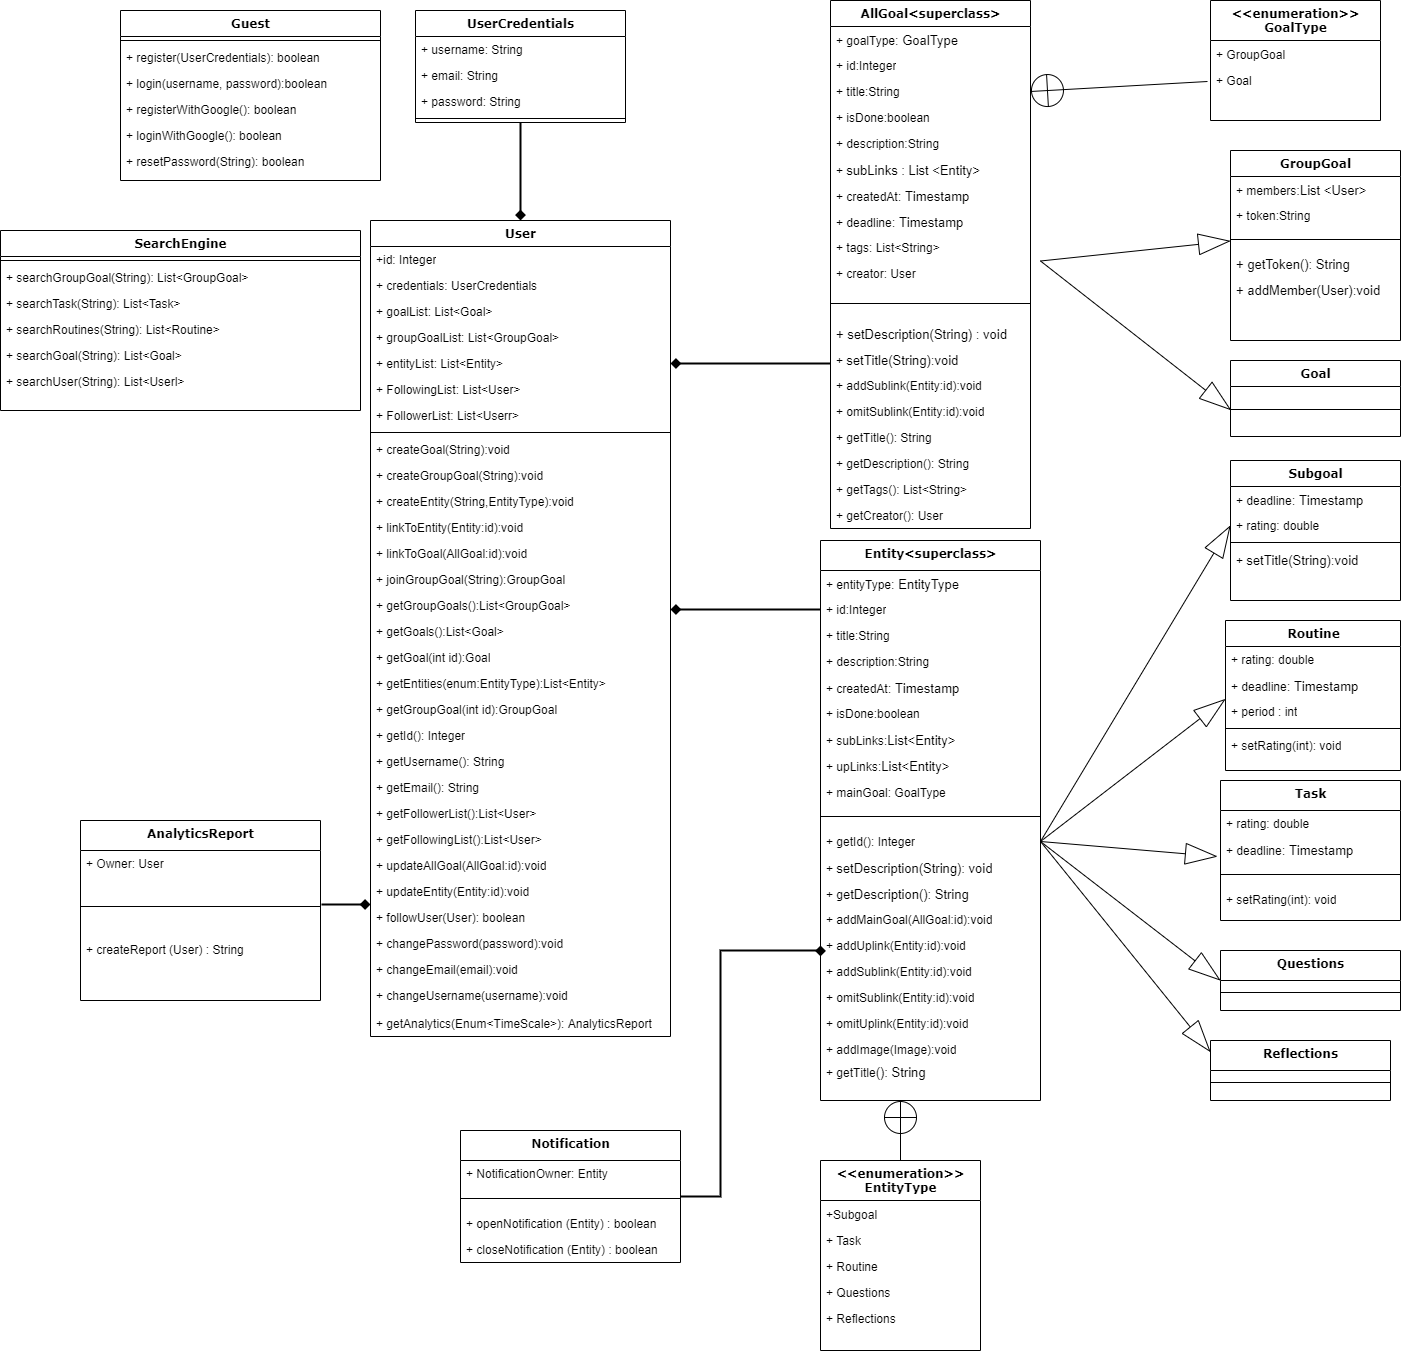 Guest
+ register(UserCredentials): boolean
+ login(username, password):boolean
+ registerWithGoogle(): boolean
+ loginWithGoogle(): boolean
+ resetPassword(String): boolean
UserCredentials
+ username: String
+ email: String
+ password: String
AllGoal<superclass>
+ goalType: GoalType
+ id:Integer
+ title:String
+ isDone:boolean
+ description:String
+ subLinks : List <Entity>
+ createdAt: Timestamp
+ deadline: Timestamp
+ tags: List<String>
+ creator: User
+ setDescription(String) : void
+ setTitle(String):void
+ addSublink(Entity:id):void
+ omitSublink(Entity:id):void
+ getTitle(): String
+ getDescription(): String
+ getTags(): List<String>
+ getCreator(): User
<<enumeration>>
GoalType
+ GroupGoal
+ Goal
GroupGoal
+ members:List <User>
+ token:String
+ getToken(): String
+ addMember(User):void
Goal
SearchEngine
+ searchGroupGoal(String): List<GroupGoal>
+ searchTask(String): List<Task>
+ searchRoutines(String): List<Routine>
+ searchGoal(String): List<Goal>
+ searchUser(String): List<Userl>
User
+id: Integer
+ credentials: UserCredentials
+ goalList: List<Goal>
+ groupGoalList: List<GroupGoal>
+ entityList: List<Entity>
+ FollowingList: List<User>
+ FollowerList: List<Userr>
+ createGoal(String):void
+ createGroupGoal(String):void
+ createEntity(String,EntityType):void
+ linkToEntity(Entity:id):void
+ linkToGoal(AllGoal:id):void
+ joinGroupGoal(String):GroupGoal
+ getGroupGoals():List<GroupGoal>
+ getGoals():List<Goal>
+ getGoal(int id):Goal
+ getEntities(enum:EntityType):List<Entity>
+ getGroupGoal(int id):GroupGoal
+ getId(): Integer
+ getUsername(): String
+ getEmail(): String
+ getFollowerList():List<User>
+ getFollowingList():List<User>
+ updateAllGoal(AllGoal:id):void
+ updateEntity(Entity:id):void
+ followUser(User): boolean
+ changePassword(password):void
+ changeEmail(email):void
+ changeUsername(username):void
+ getAnalytics(Enum<TimeScale>): AnalyticsReport
Entity<superclass>
+ entityType: EntityType
+ id:Integer
+ title:String
+ description:String
+ createdAt: Timestamp
+ isDone:boolean
+ subLinks:List<Entity>
+ upLinks:List<Entity>
+ mainGoal: GoalType
+ getId(): Integer
+ setDescription(String): void
+ getDescription(): String
+ addMainGoal(AllGoal:id):void
+ addUplink(Entity:id):void
+ addSublink(Entity:id):void
+ omitSublink(Entity:id):void
+ omitUplink(Entity:id):void
+ addImage(Image):void
+ getTitle(): String
Subgoal
+ deadline: Timestamp
+ rating: double
+ setTitle(String):void
Routine
+ rating: double
+ deadline: Timestamp
+ period : int
+ setRating(int): void
Task
+ rating: double
+ deadline: Timestamp
+ setRating(int): void
Questions
Reflections
AnalyticsReport
+ Owner: User
+ createReport (User) : String
Notification
+ NotificationOwner: Entity
+ openNotification (Entity) : boolean
+ closeNotification (Entity) : boolean
<<enumeration>>
EntityType
+Subgoal
+ Task
+ Routine
+ Questions
+ Reflections